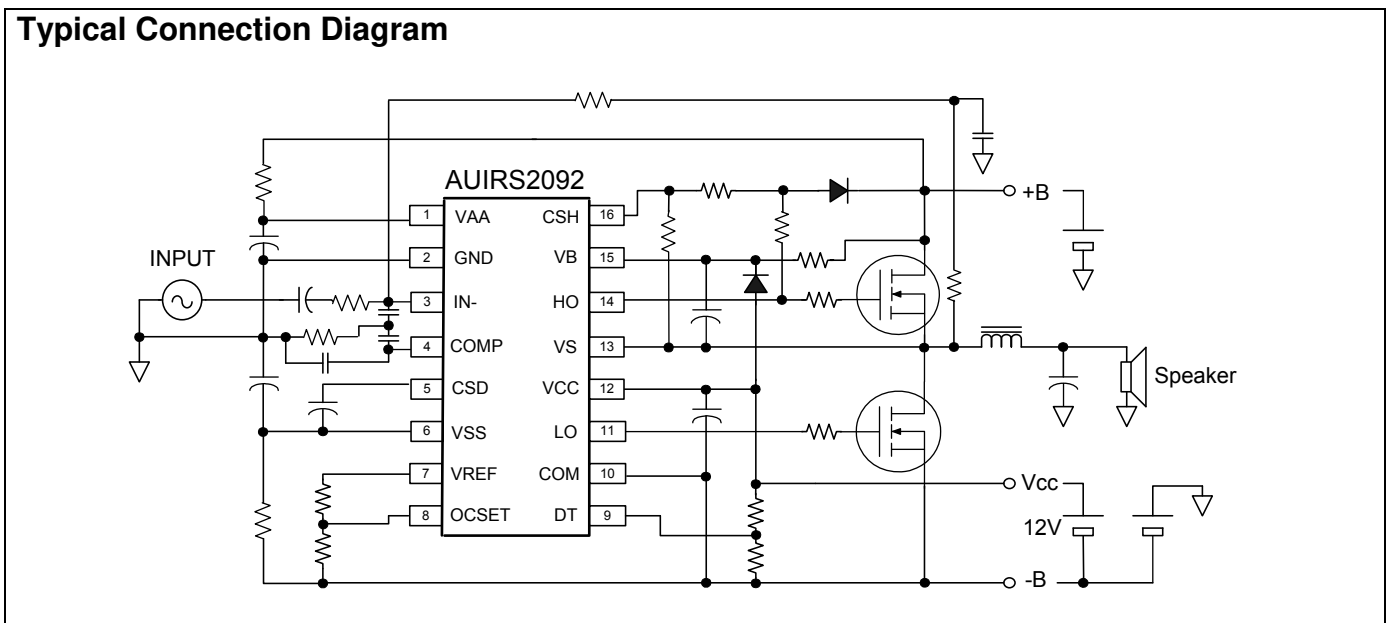 Typical Connection Diagram
AUIRS2092
INPUT
1 VAA CSH 16
2 GND VB 15
3 IN- HO 14
4 COMP VS 13
5 CSD VCC 12
6 VSS LO 11
7 VREF COM 10
8 OCSET DT 9
+B
Speaker
Vcc
12V
-B